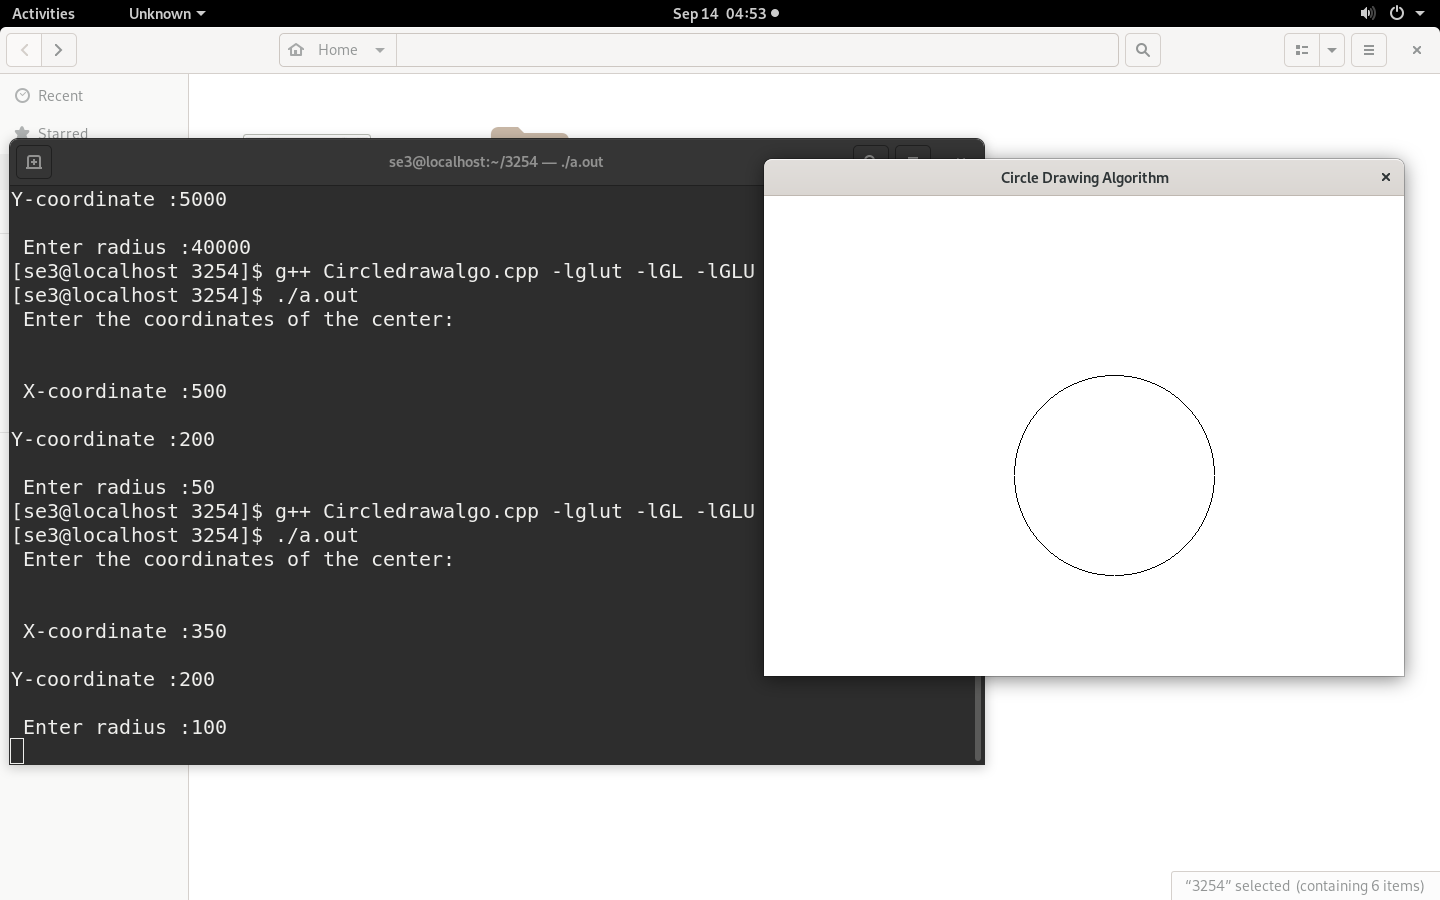 Activities
Unknown
Sep 14 04:53
Home
Recent
Starred
se3@localhost:~/3254 — ./a.out
Y-coordinate :5000
Enter radius :40000
[se3@localhost 3254]$ g++ Circledrawalgo.cpp -lglut -lGL -lGLU
[se3@localhost 3254]$ ./a.out
Enter the coordinates of the center:
X-coordinate :500
Y-coordinate :200
Enter radius :50
[se3@localhost 3254]$ g++ Circledrawalgo.cpp -lglut -lGL -lGLU
[se3@localhost 3254]$ ./a.out
Enter the coordinates of the center:
X-coordinate :350
Y-coordinate :200
Enter radius :100
Circle Drawing Algorithm
“3254” selected (containing 6 items)